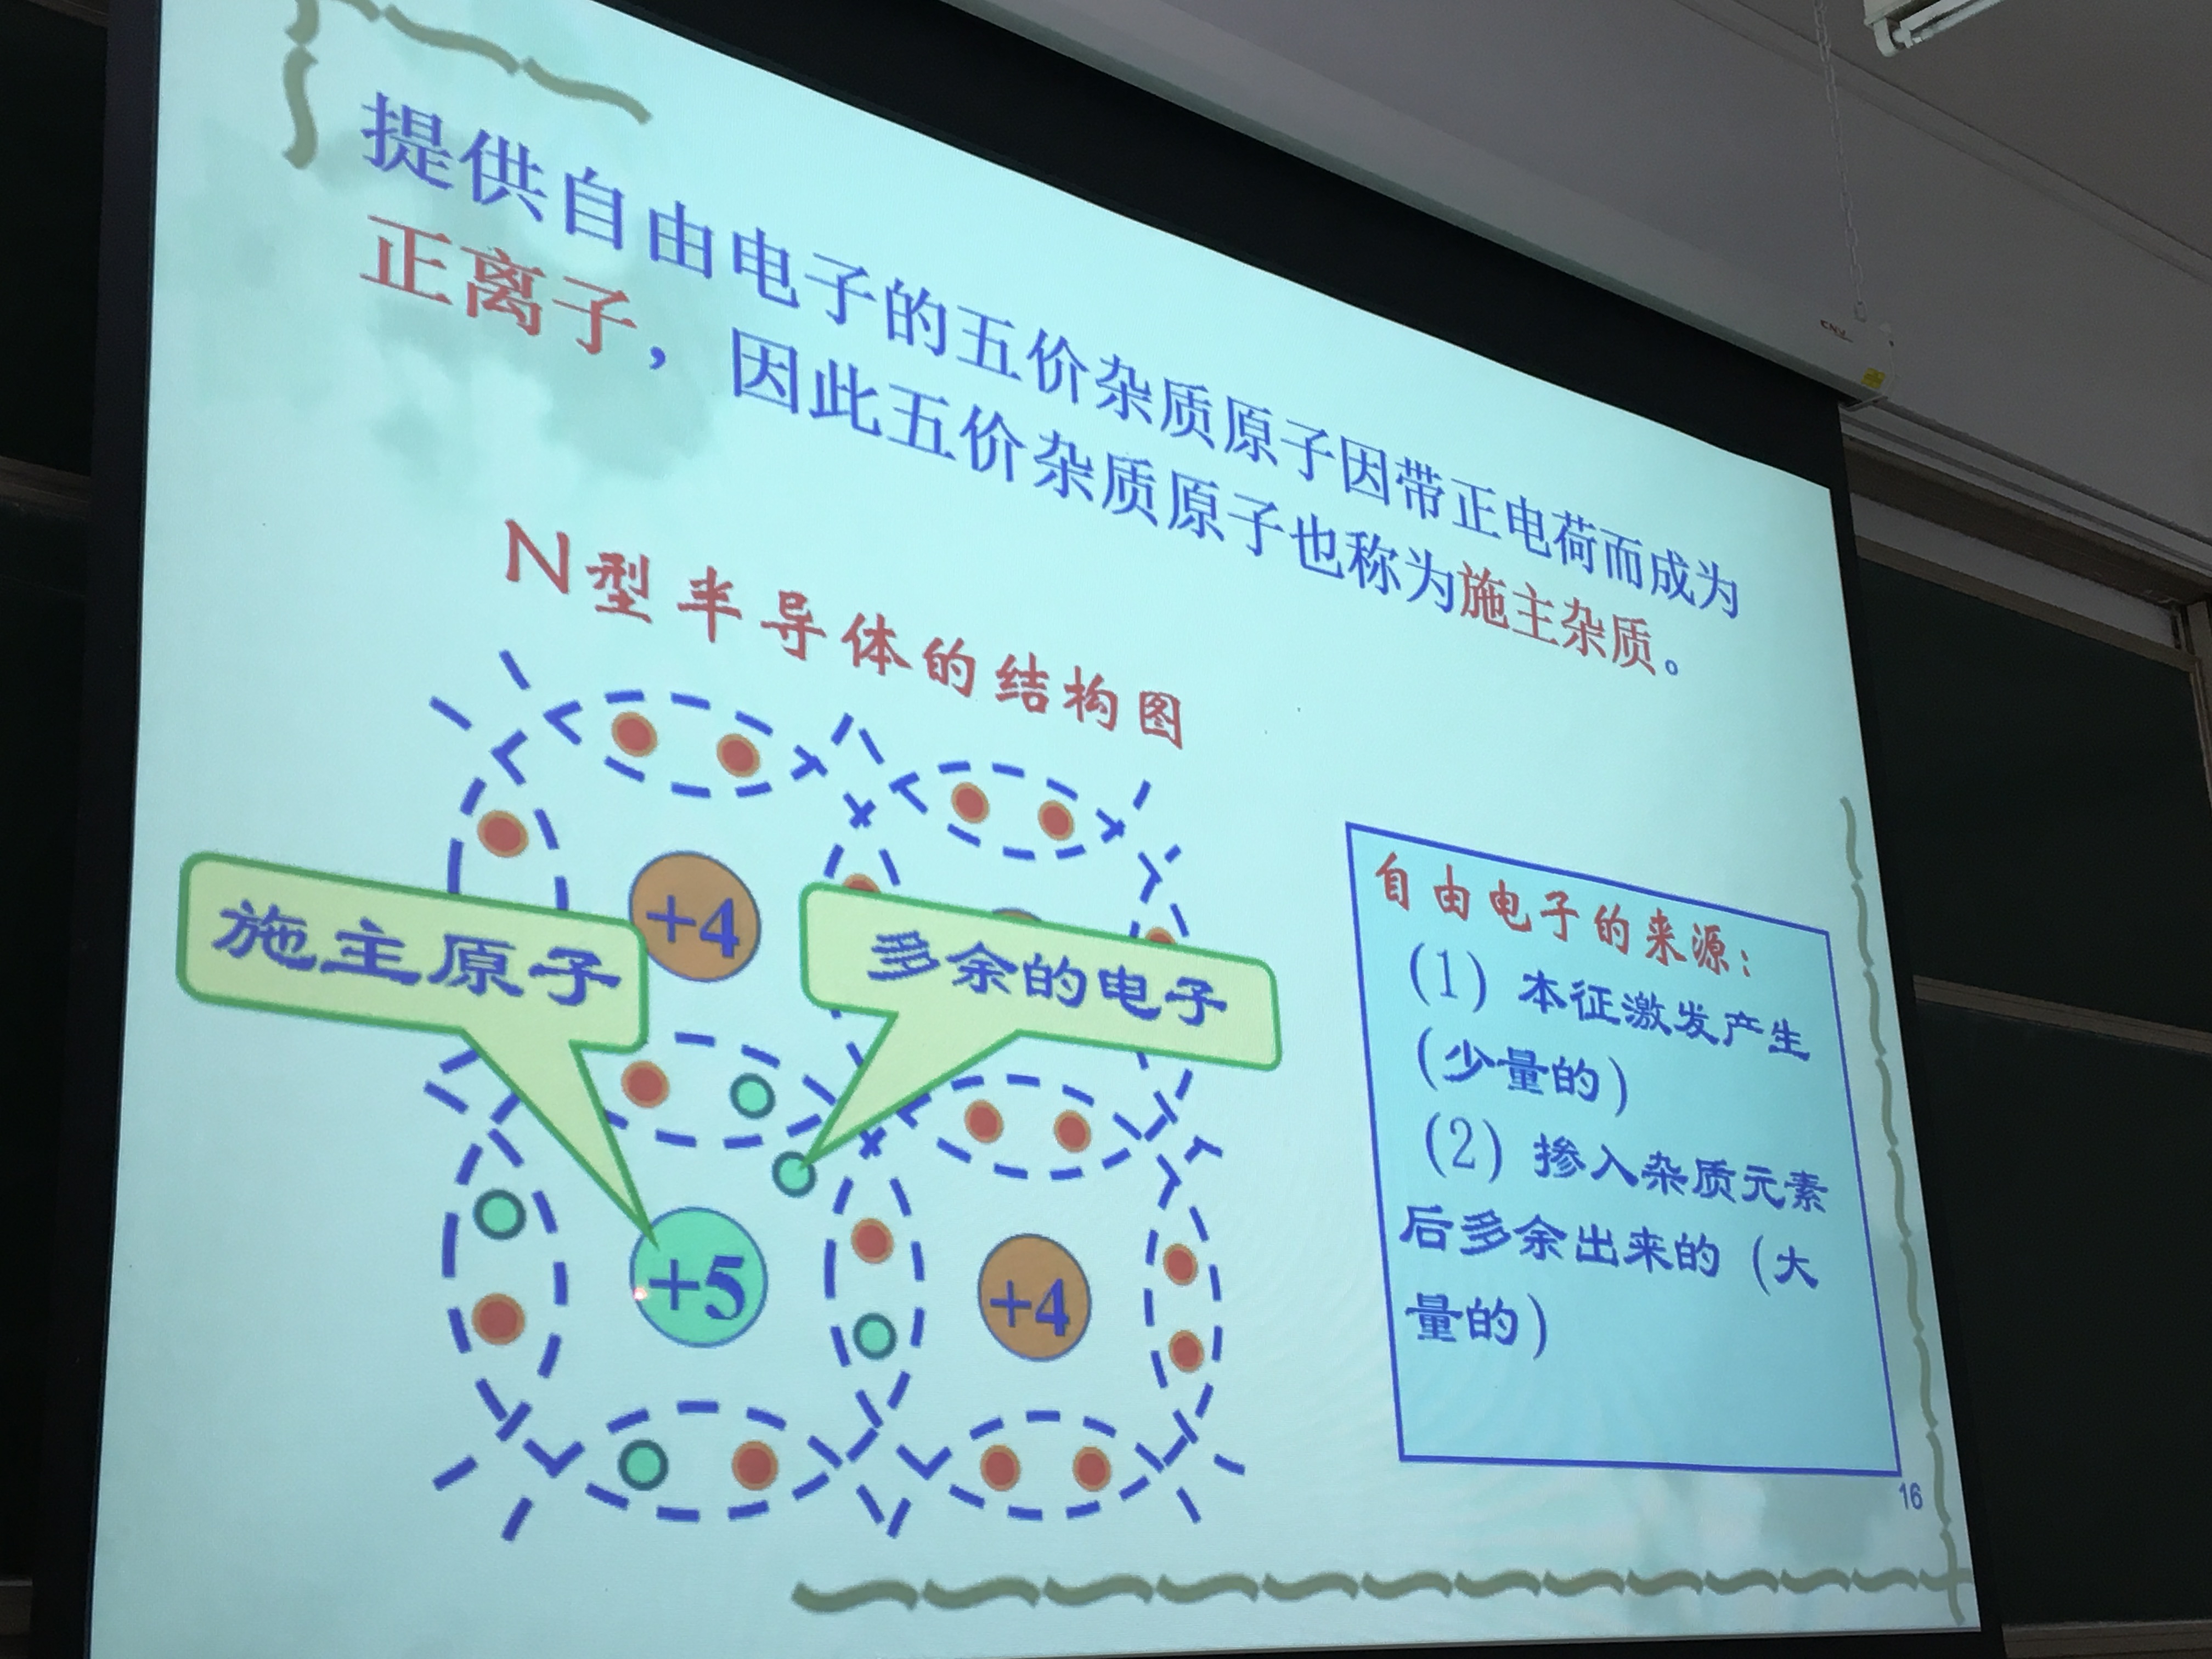 提供自由电子的五价杂质原子因带正电荷而成为
正离子，因此五价杂质原子也称为施主杂质。
N型半导体的结构图
+4
施主原子
多余的电子
+5
+4
自由电子的来源：
（1）本征激发产生
（少量的）
（2）掺入杂质元素
后多余出来的（大
量的）
16